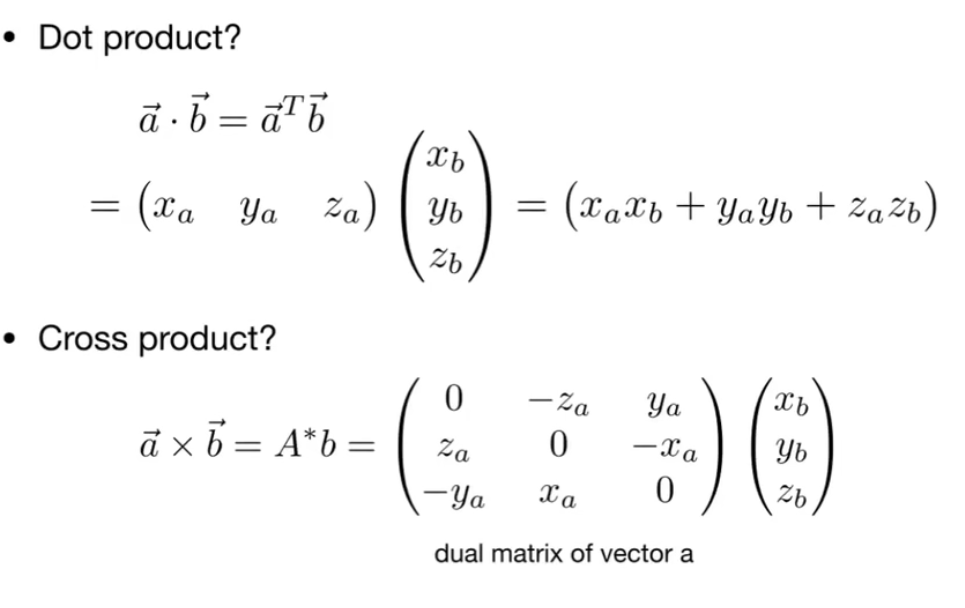 • Dot product?
$\vec{a} \cdot \vec{b} = \vec{a}^T \vec{b}$
$= \begin{pmatrix} x_a & y_a & z_a \end{pmatrix} \begin{pmatrix} x_b \\ y_b \\ z_b \end{pmatrix} = \begin{pmatrix} x_a x_b + y_a y_b + z_a z_b \end{pmatrix}$
• Cross product?
$\vec{a} \times \vec{b} = A^* b = \begin{pmatrix} 0 & -z_a & y_a \\ z_a & 0 & -x_a \\ -y_a & x_a & 0 \end{pmatrix} \begin{pmatrix} x_b \\ y_b \\ z_b \end{pmatrix}$
dual matrix of vector a